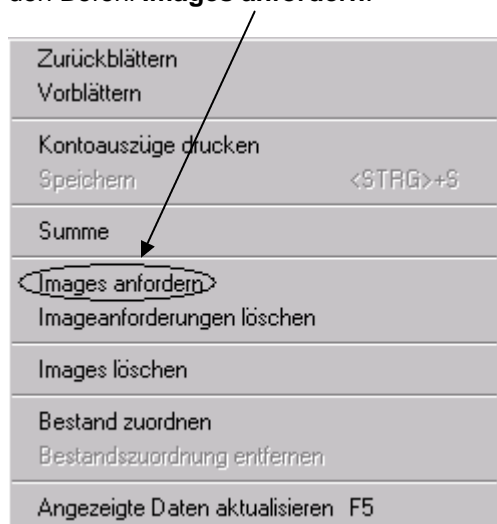 den Befehl Images anfordern.
Zurückblättern
Vorblättern
Kontoauszüge drucken
Speichern <STRG>+S
Summe
Images anfordern
Imageanforderungen löschen
Images löschen
Bestand zuordnen
Bestandszuordnung entfernen
Angezeigte Daten aktualisieren F5